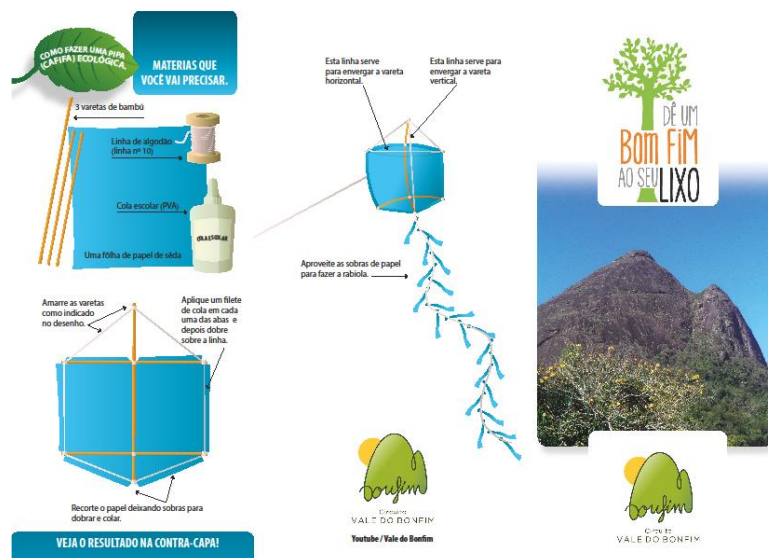 COMO FAZER UMA PIPA
(CAFIFA) ECOLÓGICA.
MATERIAS QUE
VOCÊ VAI PRECISAR.
3 varetas de bambú
Linha de algodão
(linha nº 10)
Cola escolar (PVA)
COLA ESCOLAR
Uma fôlha de papel de sêda
Amarre as varetas
como indicado
no desenho.
Aplique um filete
de cola em cada
uma das abas e
depois dobre
sobre a linha.
Recorte o papel deixando sobras para
dobrar e colar.
VEJA O RESULTADO NA CONTRA-CAPA!
Esta linha serve
para envergar a vareta
horizontal.
Esta linha serve para
envergar a vareta
vertical.
Aproveite as sobras de papel
para fazer a rabiola.
bonfim
Circuito
VALE DO BONFIM
Youtube / Vale do Bonfim
DÊ UM
BOM FIM
AO SEU
LIXO
bonfim
Circuito
VALE DO BONFIM